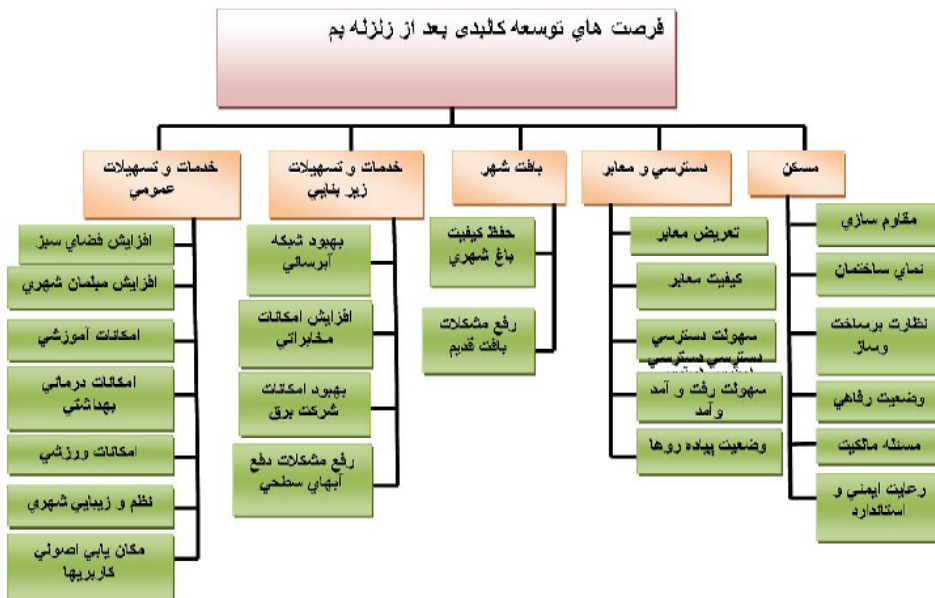 فرصت هاي توسعه كالبدي بعد از زلزله بم
مسكن
مقاوم سازي
نماي ساختمان
نظارت برساخت
وساز
وضعيت رفاهي
مسئله مالكيت
رعايت ايمني و
استاندارد
دسترسي و معابر
تعريض معابر
كيفيت معابر
سهولت دسترسي
دسترسي دسترسي
سهولت رفت و آمد
وآمد
وضعيت پياده روها
بافت شهر
حفظ كيفيت
باغ شهري
رفع مشكلات
بافت قديم
خدمات و تسهيلات
زير بنايي
بهبود شبكه
آبرساني
افزايش امكانات
مخابراتي
بهبود امكانات
شركت برق
رفع مشكلات دفع
آبهاي سطحي
خدمات و تسهيلات
عمومي
افزايش فضاي سبز
افزايش مبلمان شهري
امكانات آموزشي
امكانات درماني
بهداشتي
امكانات ورزشي
نظم و زيبايي شهري
مكان يابي اصولي
كاربريها